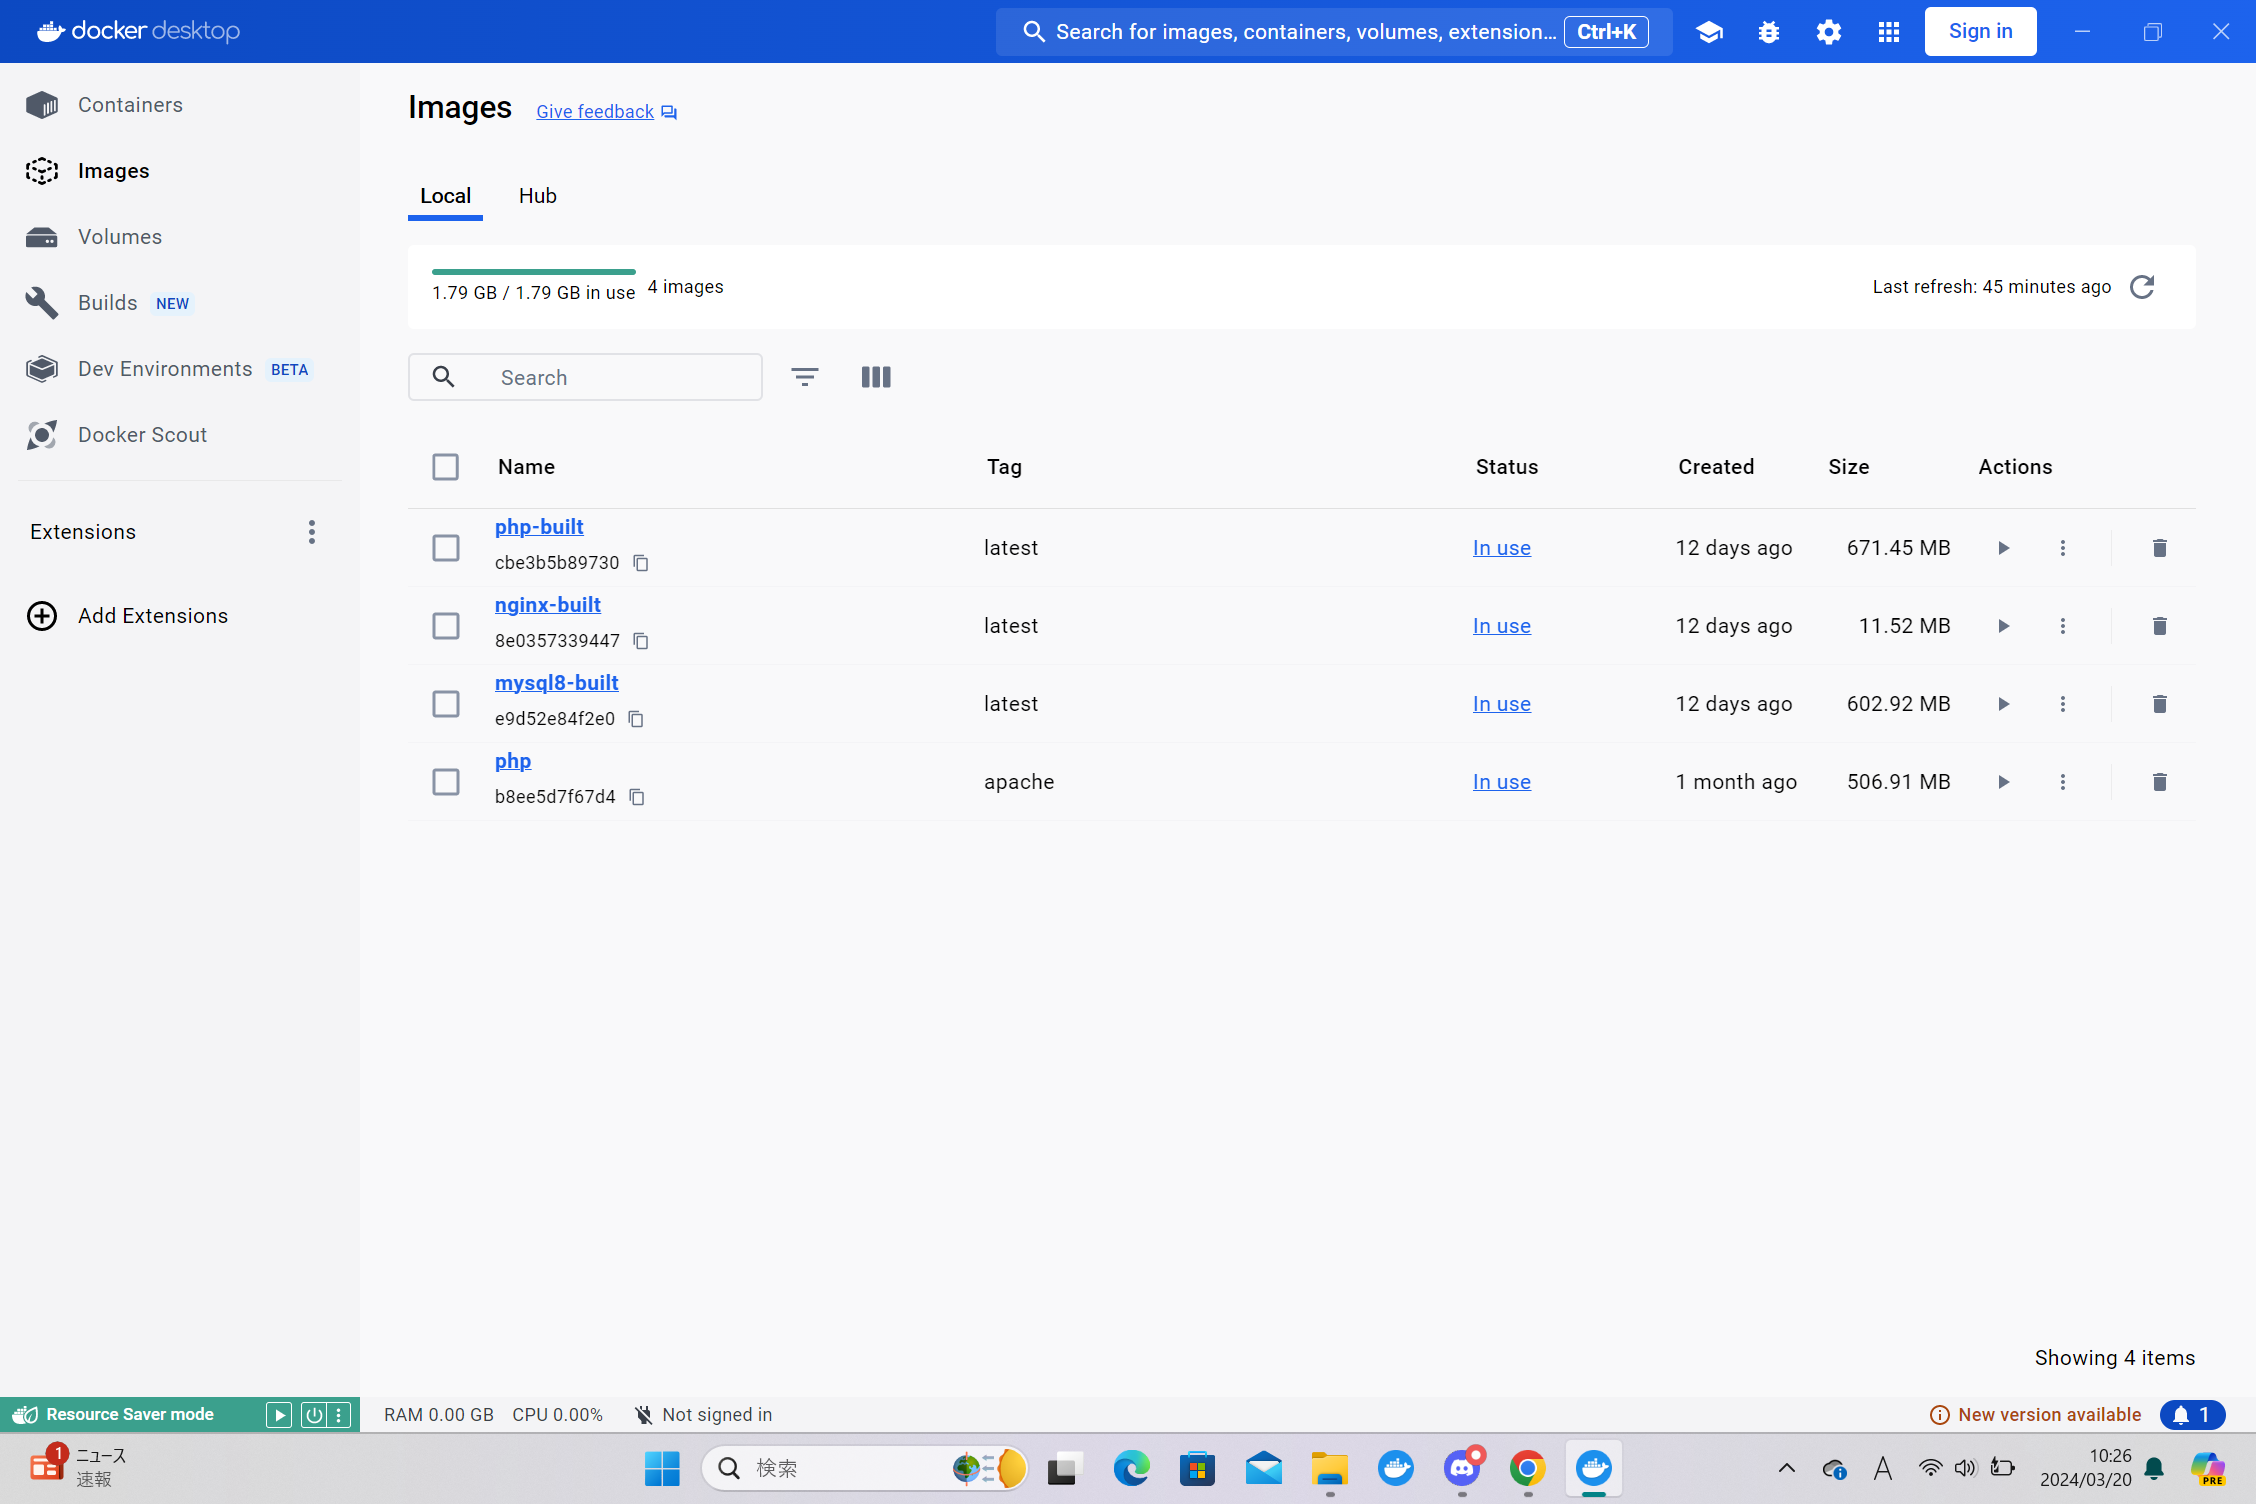 docker desktop
Search for images, containers, volumes, extension... Ctrl+K
Sign in
Containers
Images
Volumes
Builds NEW
Dev Environments BETA
Docker Scout
Extensions
Add Extensions
Images Give feedback
Local Hub
1.79 GB / 1.79 GB in use 4 images
Last refresh: 45 minutes ago
Search
Name Tag Status Created Size Actions
php-built
cbe3b5b89730
latest In use 12 days ago 671.45 MB
nginx-built
8e0357339447
latest In use 12 days ago 11.52 MB
mysql8-built
e9d52e84f2e0
latest In use 12 days ago 602.92 MB
php
b8ee5d7f67d4
apache In use 1 month ago 506.91 MB
Showing 4 items
Resource Saver mode RAM 0.00 GB CPU 0.00% Not signed in New version available 1
1 ニュース
速報
検索
A
10:26
2024/03/20
PRE